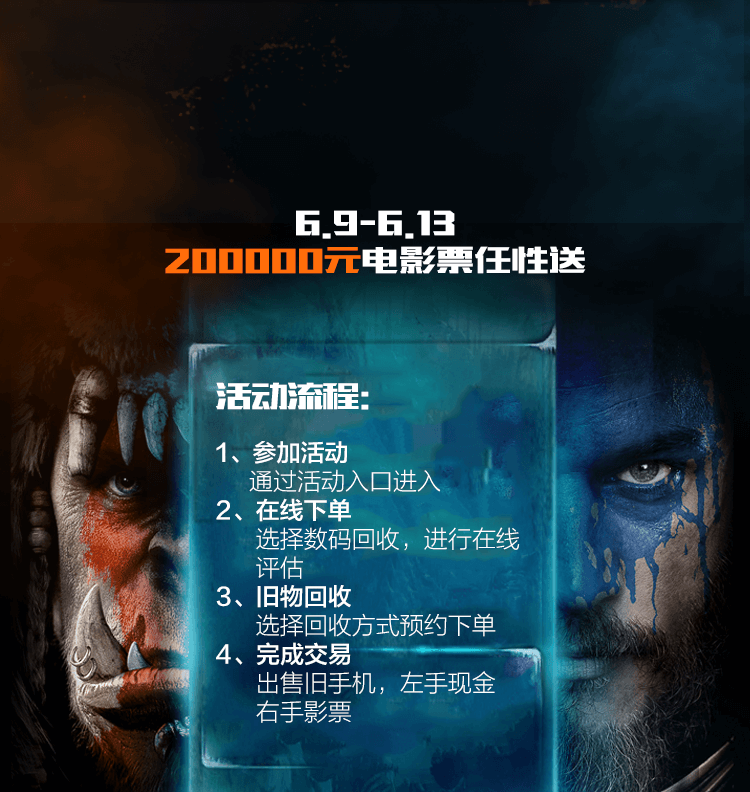 6.9-6.13
200000元电影票任性送
活动流程：
1、参加活动
通过活动入口进入
2、在线下单
选择数码回收，进行在线
评估
3、旧物回收
选择回收方式预约下单
4、完成交易
出售旧手机，左手现金
右手影票